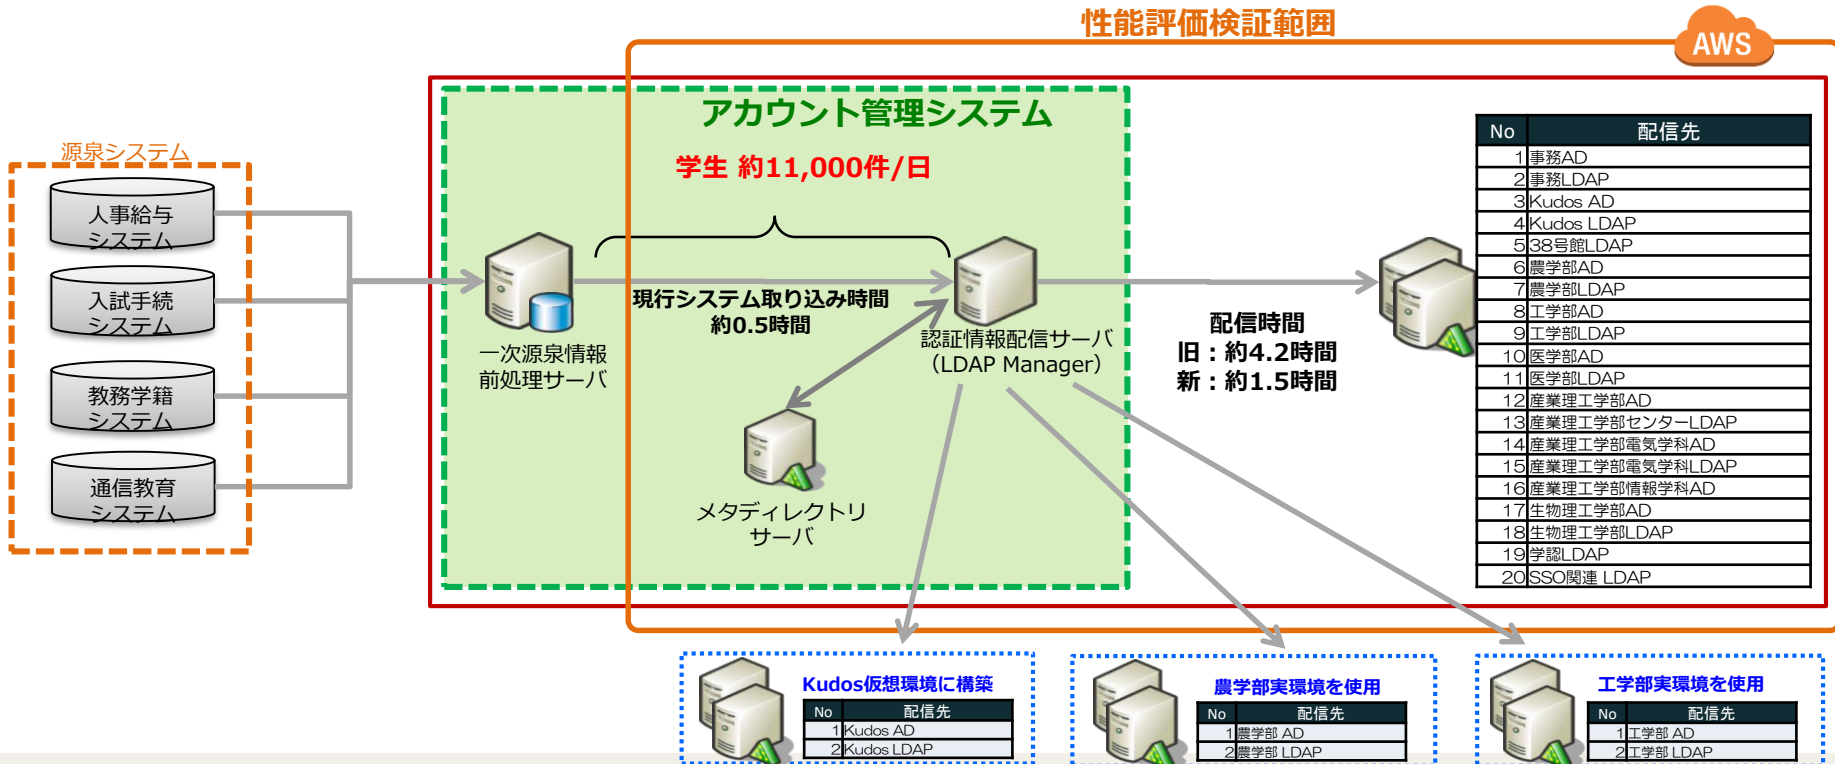 性能評価検証範囲
AWS
アカウント管理システム
学生 約11,000件/日
源泉システム
人事給与
システム
入試手続
システム
教務学籍
システム
通信教育
システム
一次源泉情報
前処理サーバ
現行システム取り込み時間
約0.5時間
認証情報配信サーバ
（LDAP Manager）
メタディレクトリ
サーバ
配信時間
旧：約4.2時間
新：約1.5時間
No 配信先
1 事務AD
2 事務LDAP
3 Kudos AD
4 Kudos LDAP
5 38号館LDAP
6 農学部AD
7 農学部LDAP
8 工学部AD
9 工学部LDAP
10 医学部AD
11 医学部LDAP
12 産業理工学部AD
13 産業理工学部センターLDAP
14 産業理工学部電気学科AD
15 産業理工学部電気学科LDAP
16 産業理工学部情報学科AD
17 生物理工学部AD
18 生物理工学部LDAP
19 学認LDAP
20 SSO関連 LDAP
Kudos仮想環境に構築
No 配信先
1 Kudos AD
2 Kudos LDAP
農学部実環境を使用
No 配信先
1 農学部 AD
2 農学部 LDAP
工学部実環境を使用
No 配信先
1 工学部 AD
2 工学部 LDAP